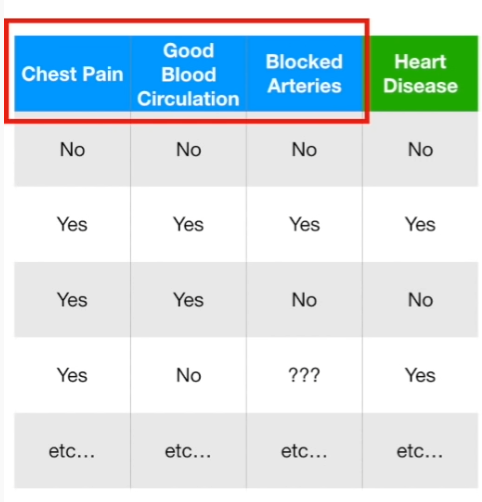 Chest Pain Good Blood Circulation Blocked Arteries Heart Disease
No No No No
Yes Yes Yes Yes
Yes Yes No No
Yes No ??? Yes
etc… etc… etc… etc…